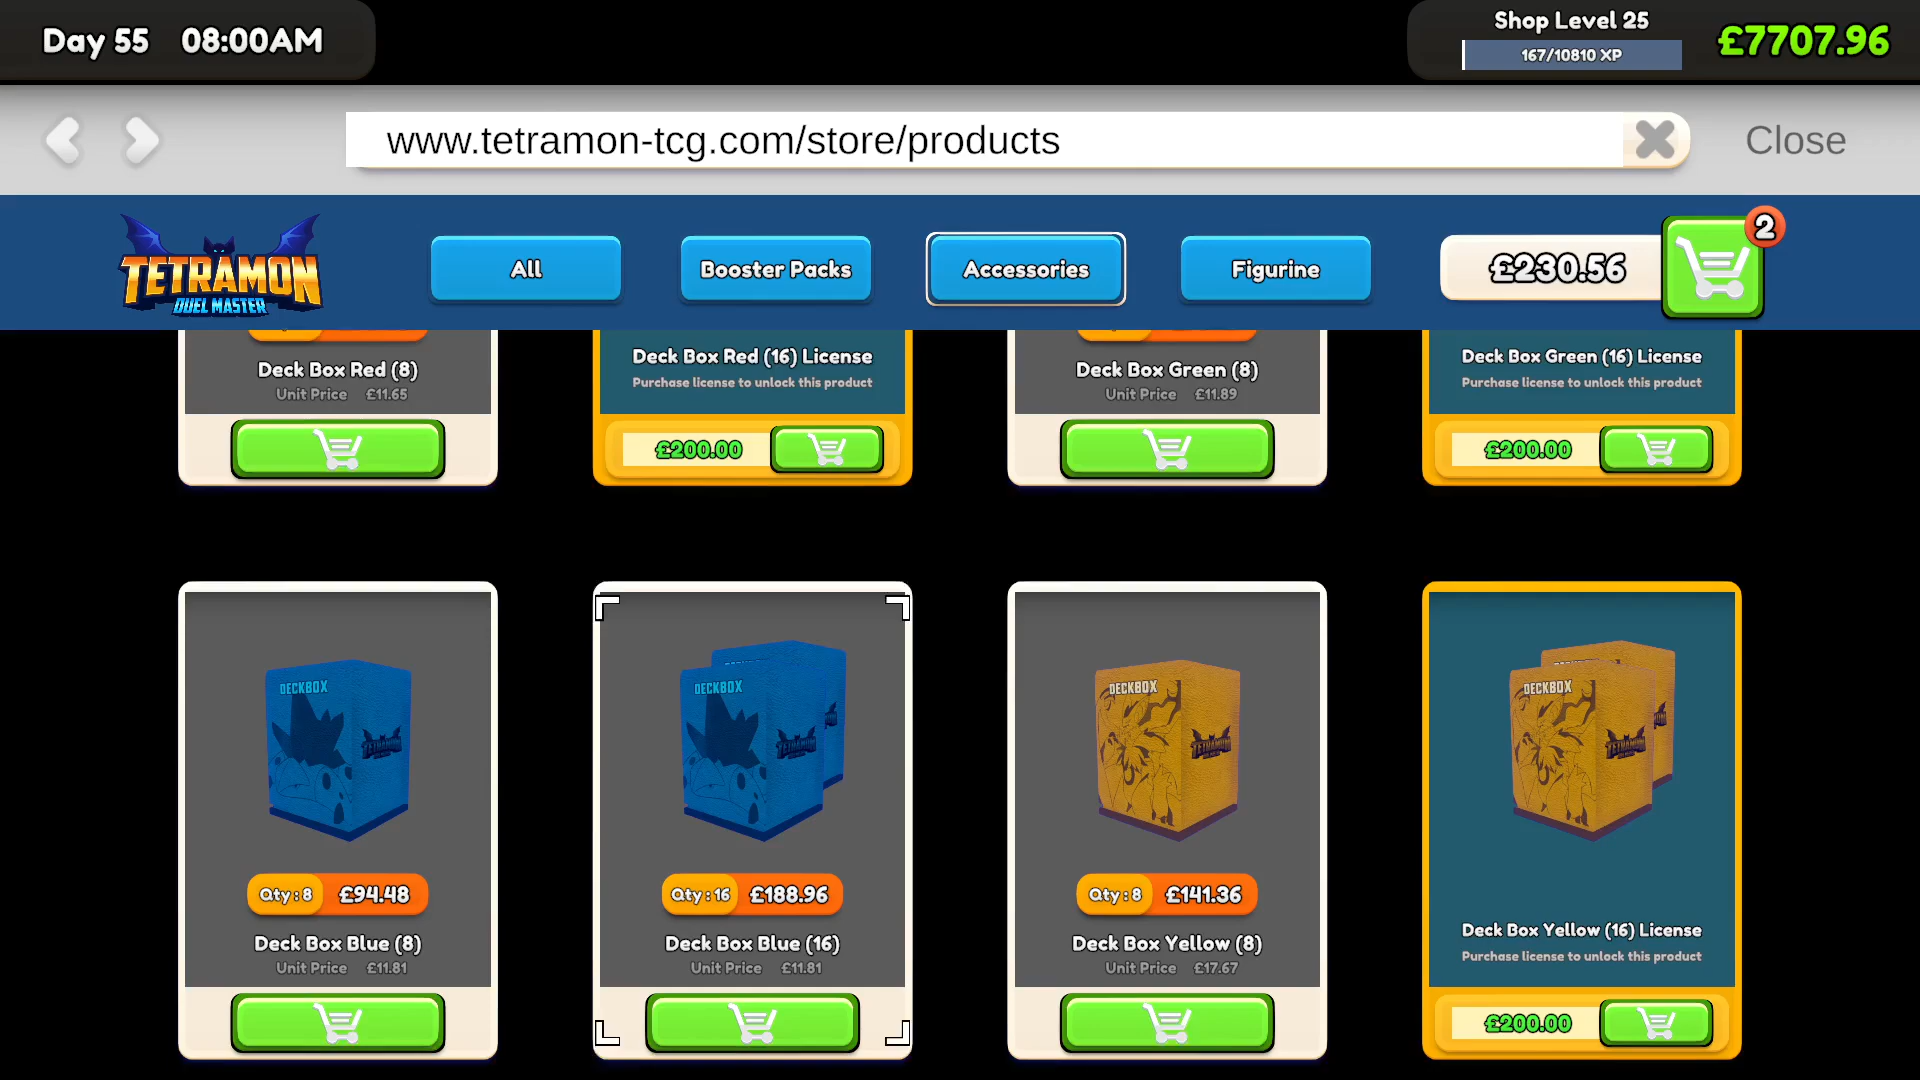 Day 55 08:00AM
Shop Level 25
167/10810 XP
£7707.96
www.tetramon-tcg.com/store/products
Close
TETRAMON
DUEL MASTER
All
Booster Packs
Accessories
Figurine
£230.56
2
Deck Box Red (8)
Unit Price £11.65
Deck Box Red (16) License
Purchase license to unlock this product
£200.00
Deck Box Green (8)
Unit Price £11.89
Deck Box Green (16) License
Purchase license to unlock this product
£200.00
DECKBOX
TETRAMON
Qty : 8 £94.48
Deck Box Blue (8)
Unit Price £11.81
DECKBOX
TETRAMON
Qty : 16 £188.96
Deck Box Blue (16)
Unit Price £11.81
DECKBOX
TETRAMON
Qty : 8 £141.36
Deck Box Yellow (8)
Unit Price £17.67
DECKBOX
TETRAMON
Deck Box Yellow (16) License
Purchase license to unlock this product
£200.00